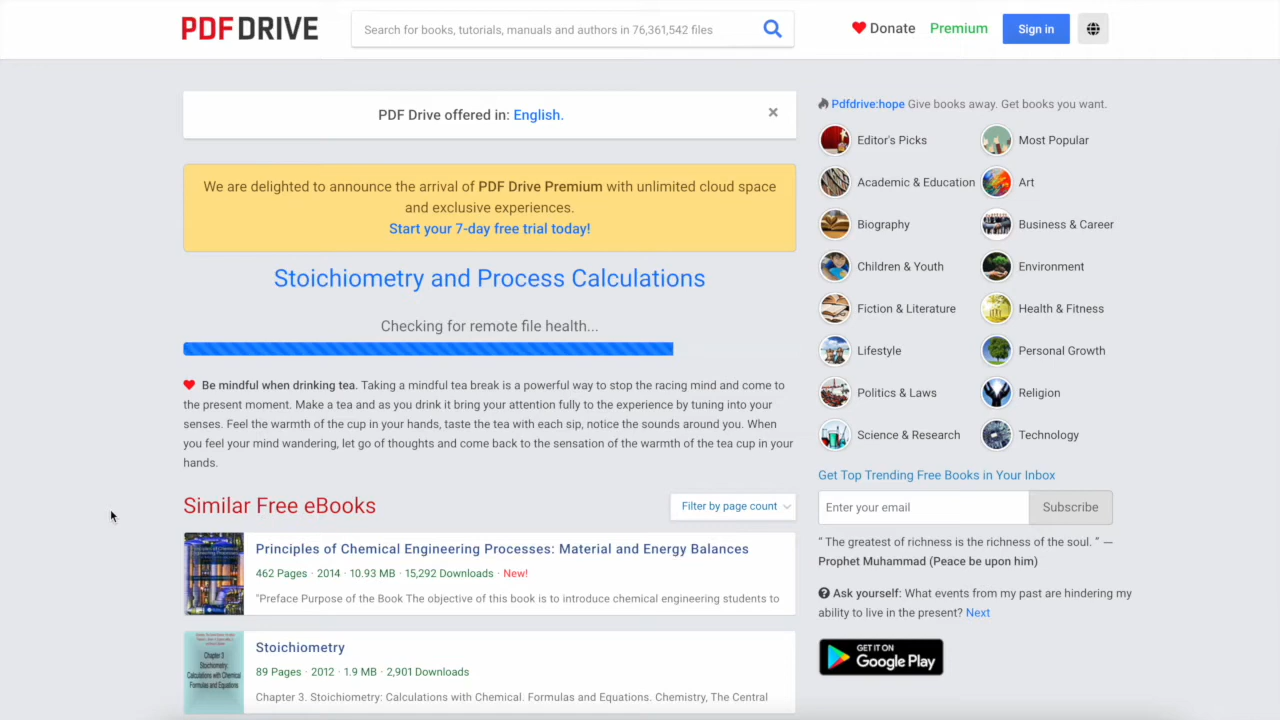 PDFDRIVE
Search for books, tutorials, manuals and authors in 76,361,542 files
Donate
Premium
Sign in
PDF Drive offered in: English.
×
We are delighted to announce the arrival of PDF Drive Premium with unlimited cloud space
and exclusive experiences.
Start your 7-day free trial today!
Stoichiometry and Process Calculations
Checking for remote file health...
Be mindful when drinking tea. Taking a mindful tea break is a powerful way to stop the racing mind and come to
the present moment. Make a tea and as you drink it bring your attention fully to the experience by tuning into your
senses. Feel the warmth of the cup in your hands, taste the tea with each sip, notice the sounds around you. When
you feel your mind wandering, let go of thoughts and come back to the sensation of the warmth of the tea cup in your
hands.
Similar Free eBooks
Filter by page count
Principles of Chemical Engineering Processes: Material and Energy Balances
462 Pages · 2014 · 10.93 MB · 15,292 Downloads · New!
"Preface Purpose of the Book The objective of this book is to introduce chemical engineering students to
Chapter 3
Stoichiometry:
Calculations with Chemical
Formulas and Equations
Stoichiometry
89 Pages · 2012 · 1.9 MB · 2,901 Downloads
Chapter 3. Stoichiometry: Calculations with Chemical. Formulas and Equations. Chemistry, The Central
Pdfdrive:hope Give books away. Get books you want.
Editor's Picks
Most Popular
Academic & Education
Art
Biography
Business & Career
Children & Youth
Environment
Fiction & Literature
Health & Fitness
Lifestyle
Personal Growth
Politics & Laws
Religion
Science & Research
Technology
Get Top Trending Free Books in Your Inbox
Enter your email
Subscribe
" The greatest of richness is the richness of the soul. " —
Prophet Muhammad (Peace be upon him)
Ask yourself: What events from my past are hindering my
ability to live in the present? Next
GET IT ON
Google Play